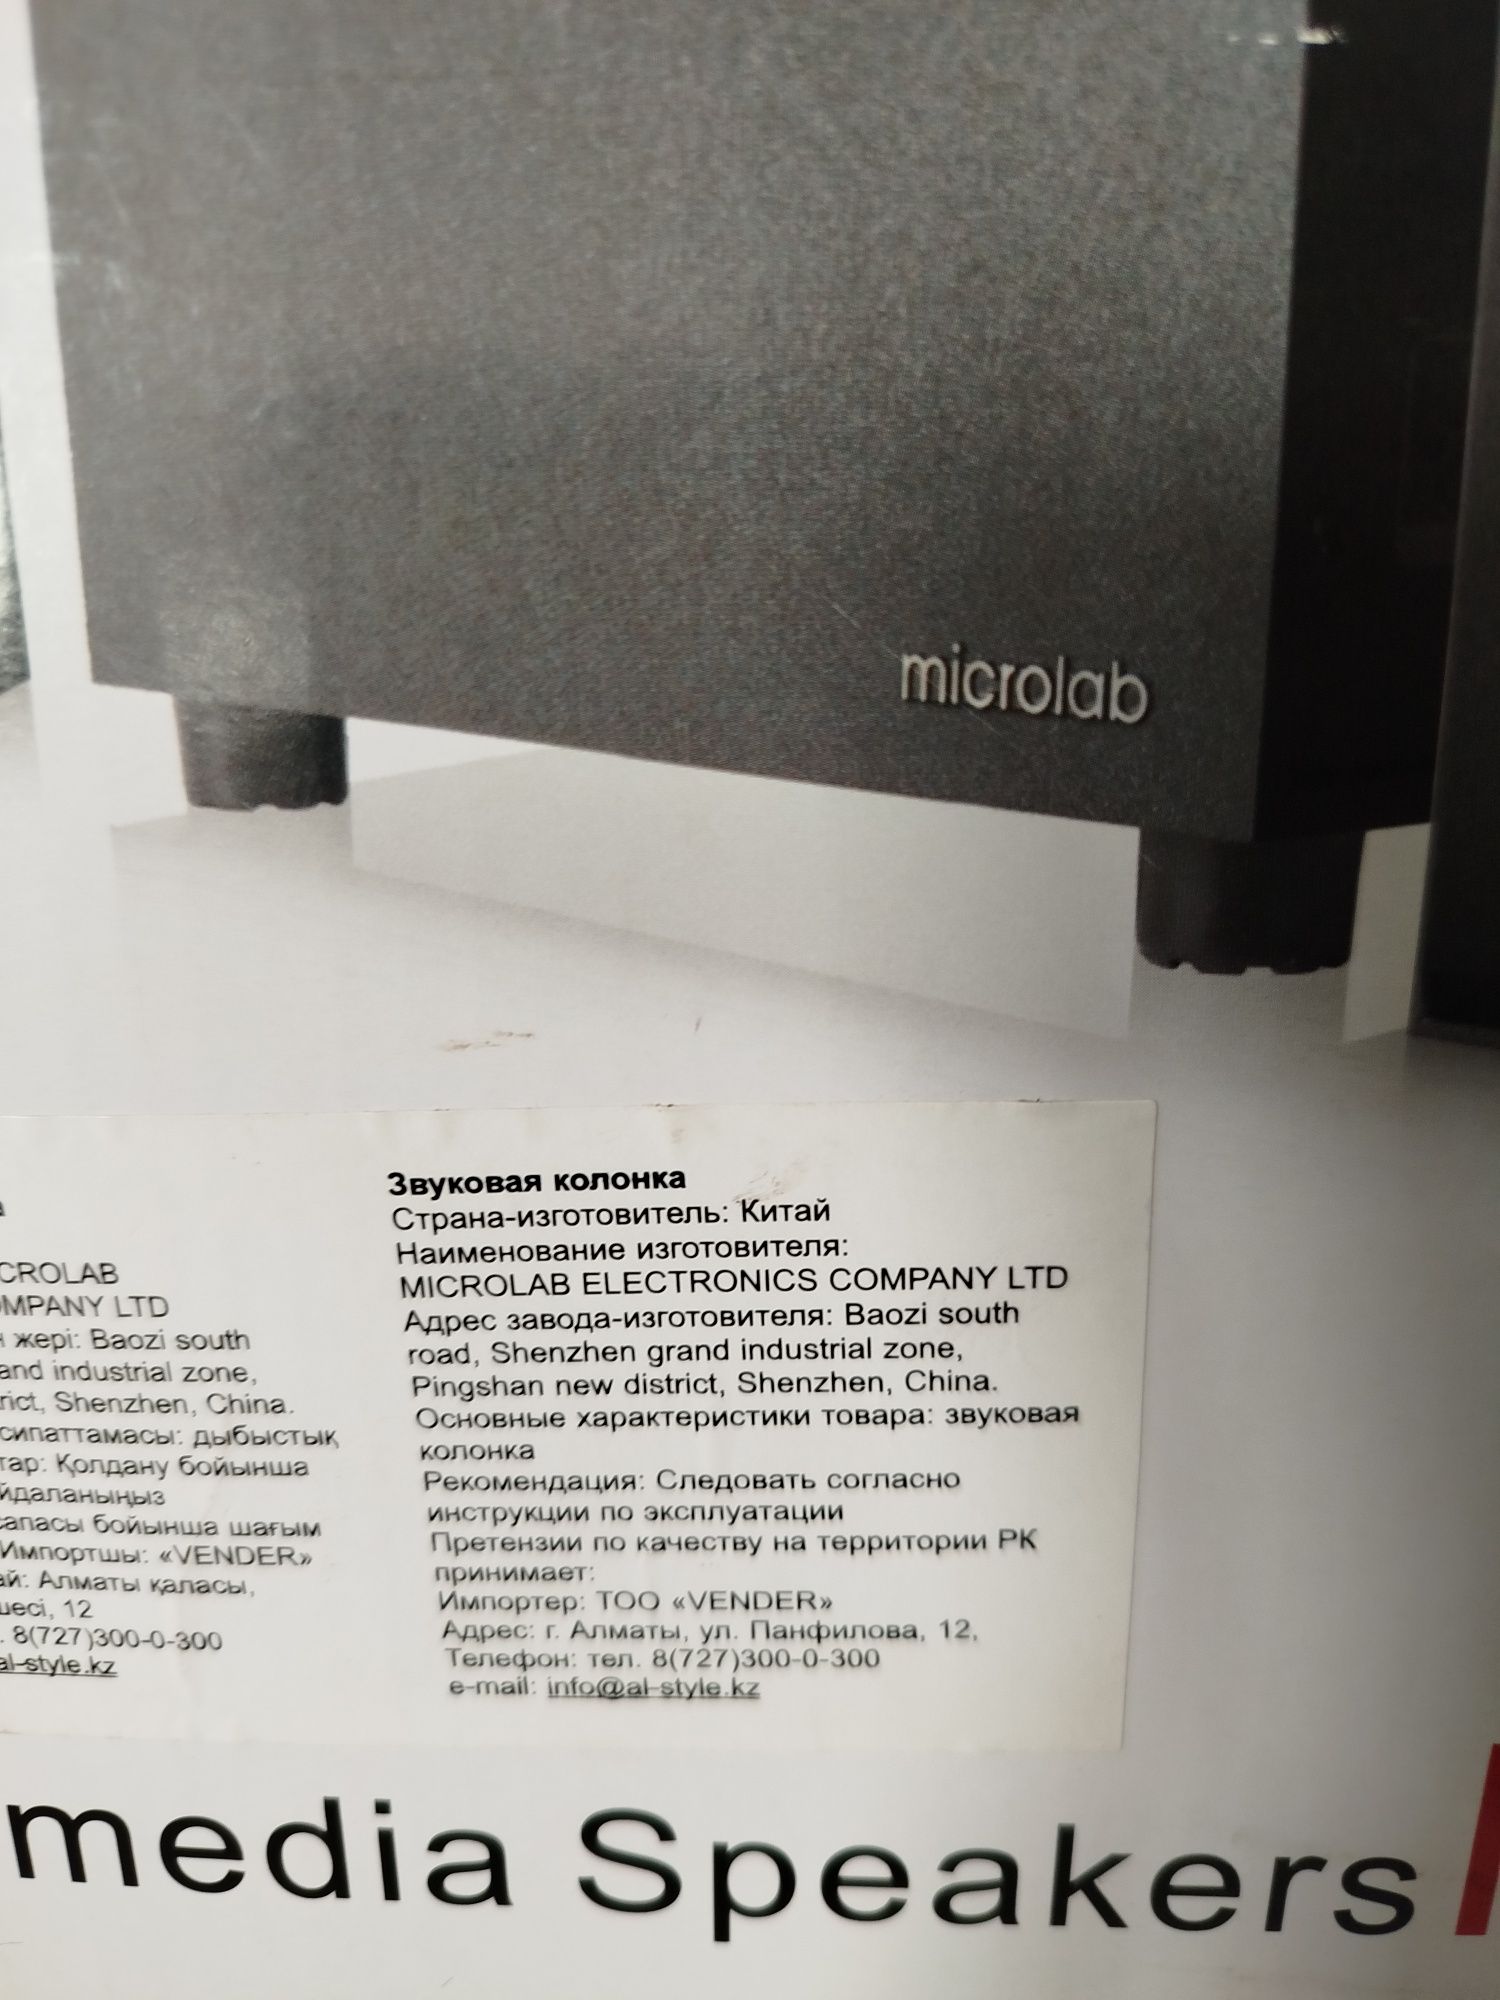 microlab
CROLAB
OMPANY LTD
жері: Baozi south
and industrial zone,
rict, Shenzhen, China.
сипаттамасы: дыбыстық
тар: Қолдану бойынша
йдаланыңыз
сапасы бойынша шағым
Импортшы: «VENDER»
ай: Алматы қаласы,
шесі, 12
. 8(727)300-0-300
al-style.kz
Звуковая колонка
Страна-изготовитель: Китай
Наименование изготовителя:
MICROLAB ELECTRONICS COMPANY LTD
Адрес завода-изготовителя: Baozi south
road, Shenzhen grand industrial zone,
Pingshan new district, Shenzhen, China.
Основные характеристики товара: звуковая
колонка
Рекомендация: Следовать согласно
инструкции по эксплуатации
Претензии по качеству на территории РК
принимает:
Импортер: ТОО «VENDER»
Адрес: г. Алматы, ул. Панфилова, 12,
Телефон: тел. 8(727)300-0-300
e-mail: info@al-style.kz
media Speakers